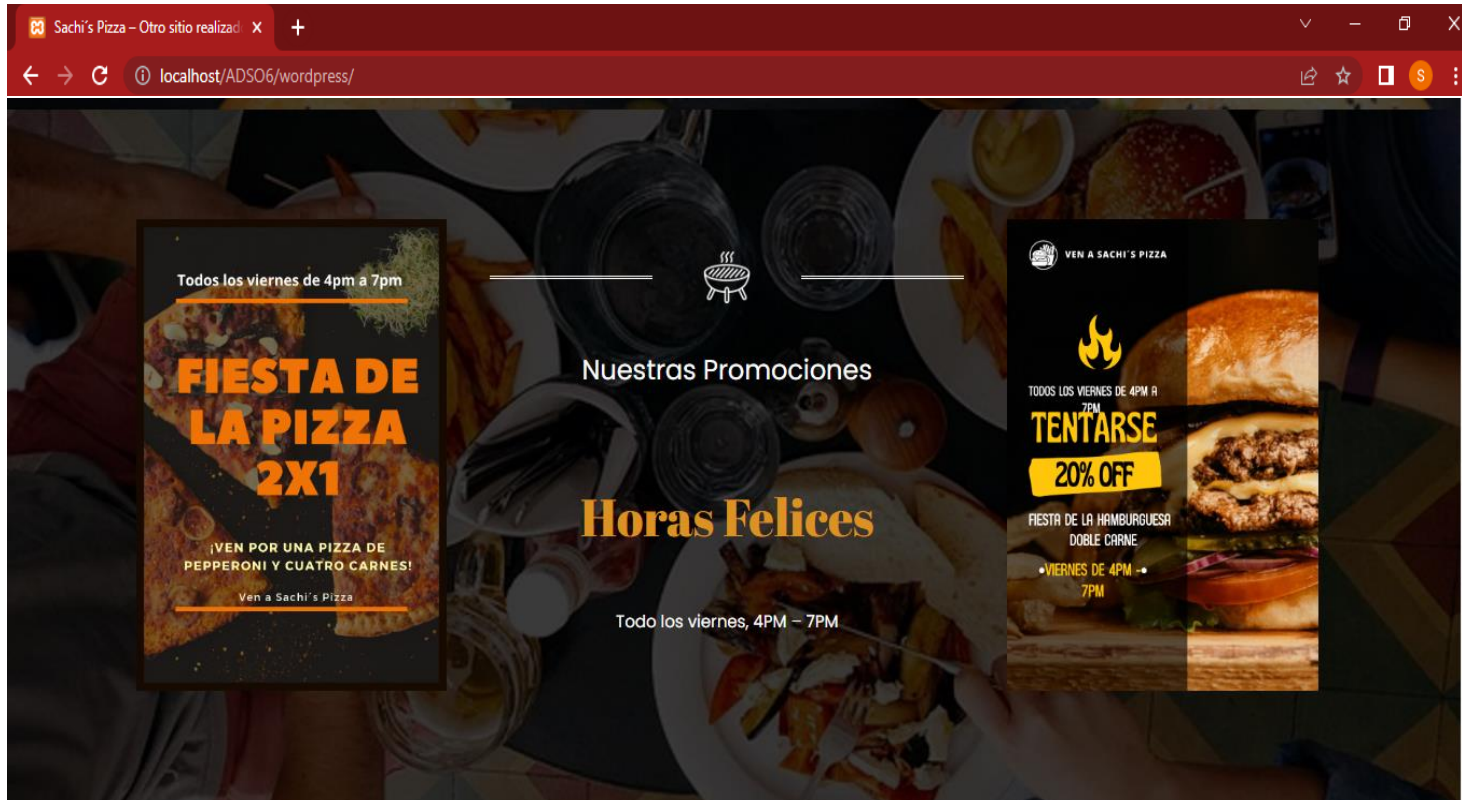 Sachi´s Pizza – Otro sitio realizad
localhost/ADSO6/wordpress/
S
Todos los viernes de 4pm a 7pm
FIESTA DE
LA PIZZA
2X1
¡VEN POR UNA PIZZA DE
PEPPERONI Y CUATRO CARNES!
Ven a Sachi´s Pizza
Nuestras Promociones
Horas Felices
Todo los viernes, 4PM – 7PM
VEN A SACHI´S PIZZA
TODOS LOS VIERNES DE 4PM A
7PM
TENTARSE
20% OFF
FIESTA DE LA HAMBURGUESA
DOBLE CARNE
•VIERNES DE 4PM -•
7PM